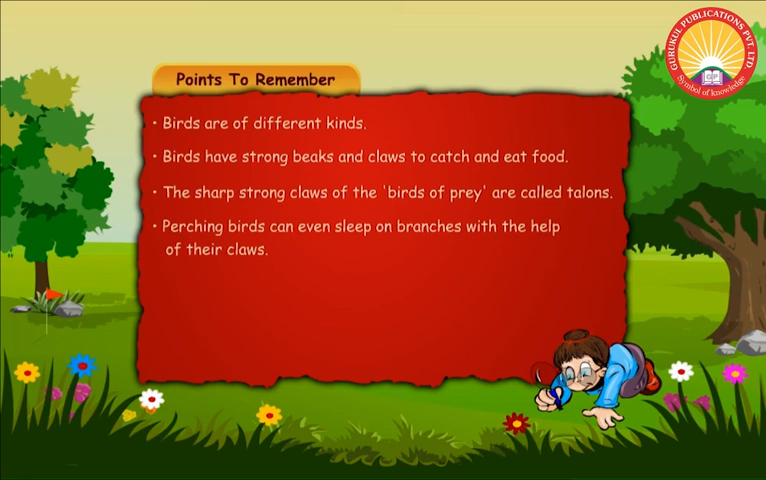 GURUKUL PUBLICATIONS PVT. LTD.
GP
Symbol of knowledge
Points To Remember
• Birds are of different kinds.
• Birds have strong beaks and claws to catch and eat food.
• The sharp strong claws of the 'birds of prey' are called talons.
• Perching birds can even sleep on branches with the help
of their claws.